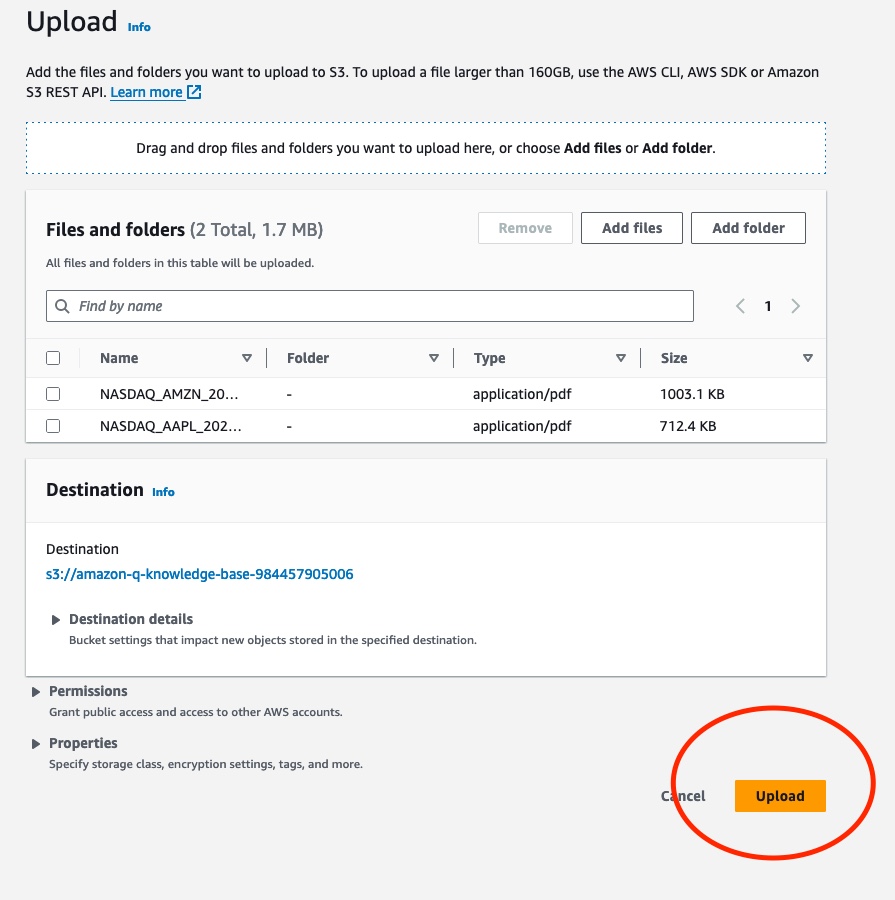 Upload Info
Add the files and folders you want to upload to S3. To upload a file larger than 160GB, use the AWS CLI, AWS SDK or Amazon
S3 REST API. Learn more
Drag and drop files and folders you want to upload here, or choose Add files or Add folder.
Files and folders (2 Total, 1.7 MB)
Remove Add files Add folder
All files and folders in this table will be uploaded.
Find by name
1
Name Folder Type Size
NASDAQ_AMZN_20... - application/pdf 1003.1 KB
NASDAQ_AAPL_202... - application/pdf 712.4 KB
Destination Info
Destination
s3://amazon-q-knowledge-base-984457905006
Destination details
Bucket settings that impact new objects stored in the specified destination.
Permissions
Grant public access and access to other AWS accounts.
Properties
Specify storage class, encryption settings, tags, and more.
Cancel Upload